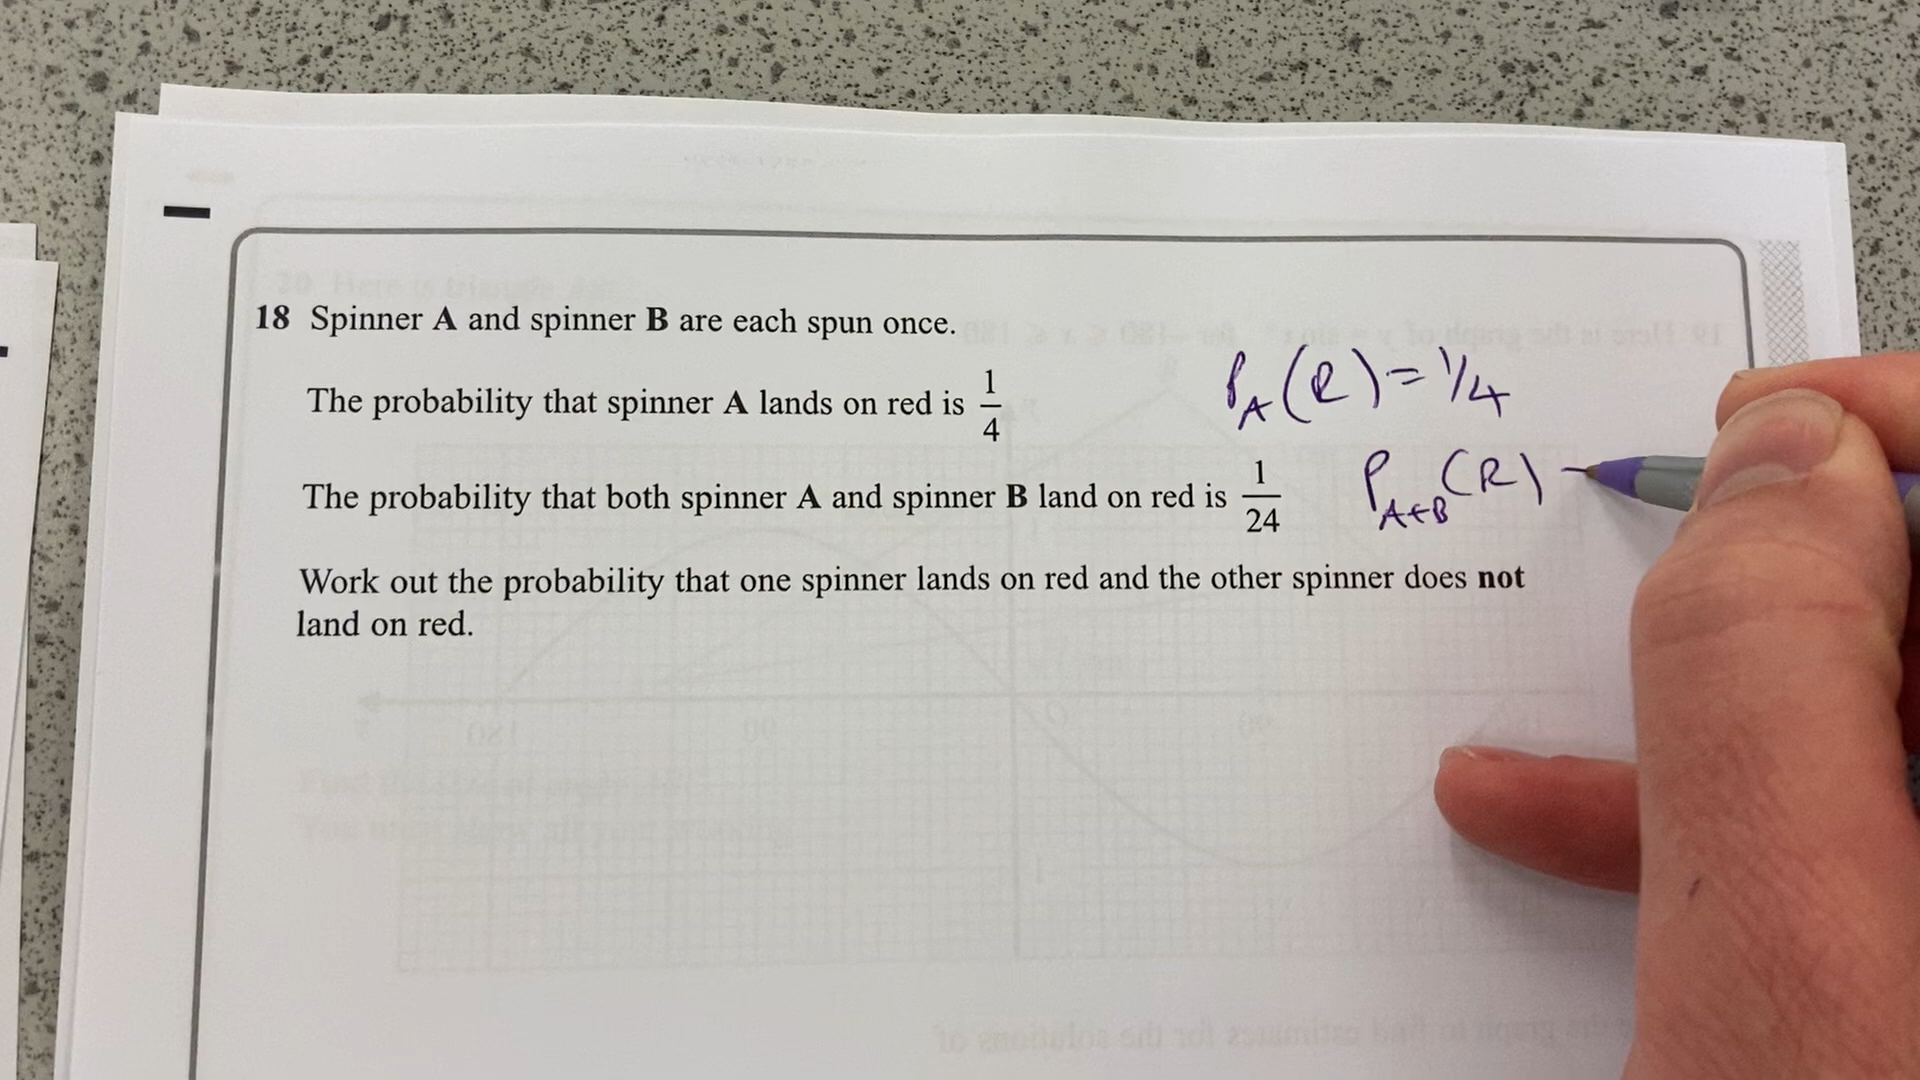 18 Spinner A and spinner B are each spun once.
The probability that spinner A lands on red is 1/4
P_A(R) = 1/4
The probability that both spinner A and spinner B land on red is 1/24
P_A+B(R) -
Work out the probability that one spinner lands on red and the other spinner does not
land on red.